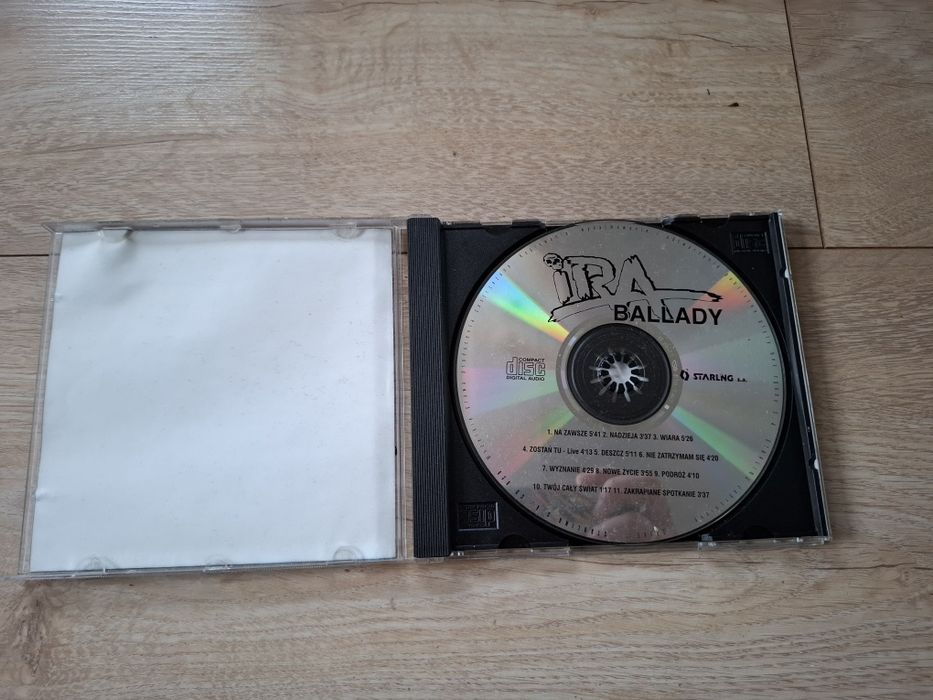 IRA
BALLADY
COMPACT
disc
DIGITAL AUDIO
STARLING S.A.
1. NA ZAWSZE 5'41 2. NADZIEJA 3'37 3. WIARA 5'26
4. ZOSTAŃ TU - Live 4'13 5. DESZCZ 5'11 6. NIE ZATRZYMAM SIĘ 4'20
7. WYZNANIE 4'29 8. NOWE ŻYCIE 3'55 9. PODRÓŻ 4'10
10. TWÓJ CAŁY ŚWIAT 1'17 11. ZAKRAPIANE SPOTKANIE 3'37
disc
disc